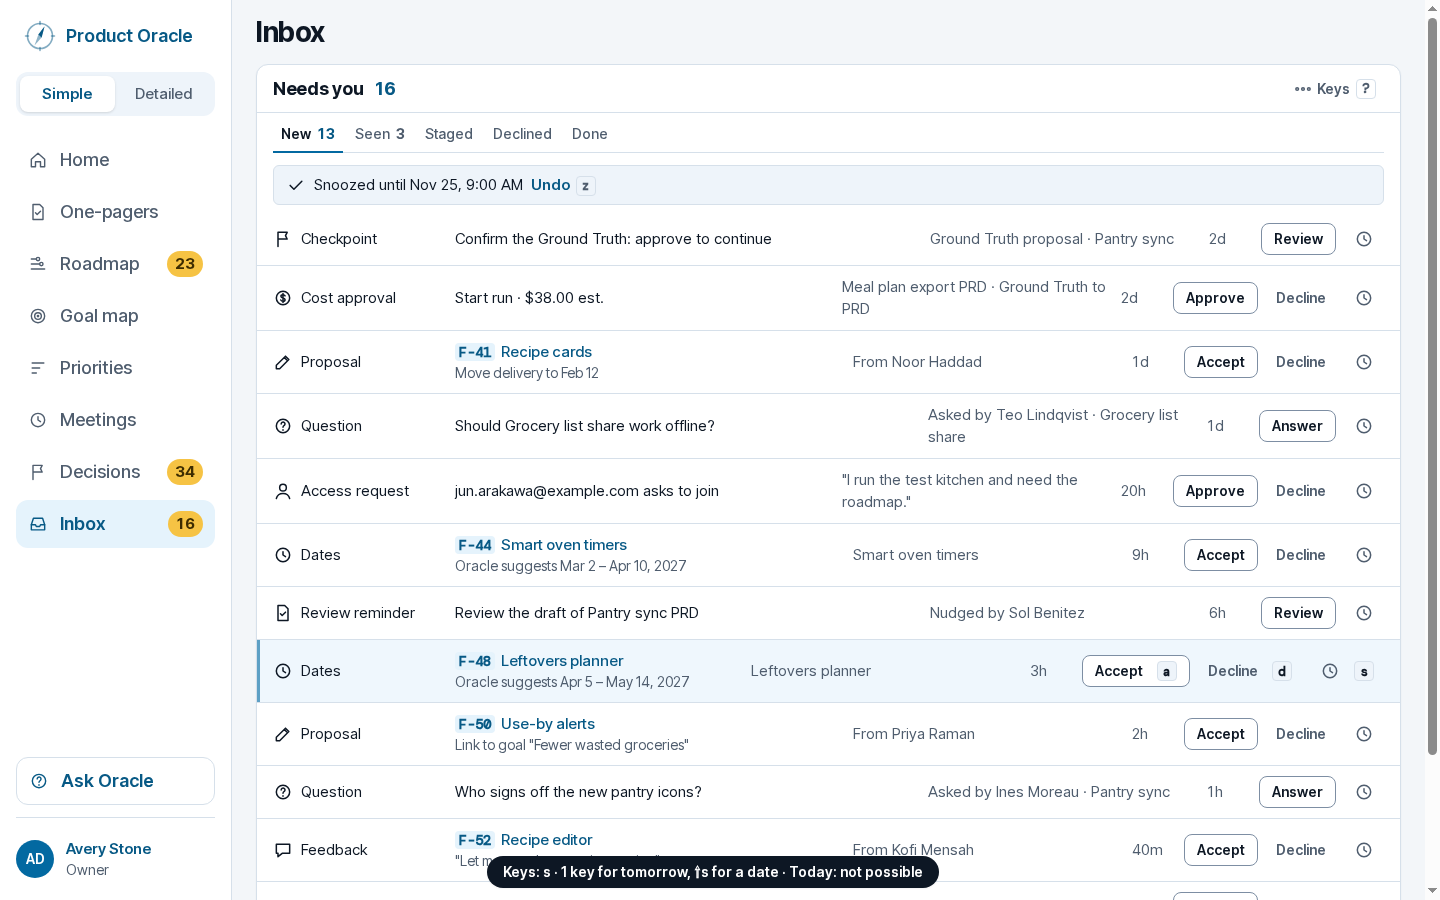 Product Oracle
Simple Detailed
Home
One-pagers
Roadmap 23
Goal map
Priorities
Meetings
Decisions 34
Inbox 16
Ask Oracle
AD Avery Stone
Owner
Inbox
Needs you 16
Keys ?
New 13 Seen 3 Staged Declined Done
Snoozed until Nov 25, 9:00 AM Undo z
Checkpoint Confirm the Ground Truth: approve to continue Ground Truth proposal · Pantry sync 2d Review
Cost approval Start run · $38.00 est. Meal plan export PRD · Ground Truth to
PRD 2d Approve Decline
Proposal F-41 Recipe cards
Move delivery to Feb 12
From Noor Haddad 1d Accept Decline
Question Should Grocery list share work offline? Asked by Teo Lindqvist · Grocery list
share 1d Answer
Access request jun.arakawa@example.com asks to join "I run the test kitchen and need the
roadmap." 20h Approve Decline
Dates F-44 Smart oven timers
Oracle suggests Mar 2 – Apr 10, 2027
Smart oven timers 9h Accept Decline
Review reminder Review the draft of Pantry sync PRD Nudged by Sol Benitez 6h Review
Dates F-48 Leftovers planner
Oracle suggests Apr 5 – May 14, 2027
Leftovers planner 3h Accept a Decline d s
Proposal F-50 Use-by alerts
Link to goal "Fewer wasted groceries"
From Priya Raman 2h Accept Decline
Question Who signs off the new pantry icons? Asked by Ines Moreau · Pantry sync 1h Answer
Feedback F-52 Recipe editor
"Let
From Kofi Mensah 40m Accept Decline
Keys: s · 1 key for tomorrow, ⇧s for a date · Today: not possible